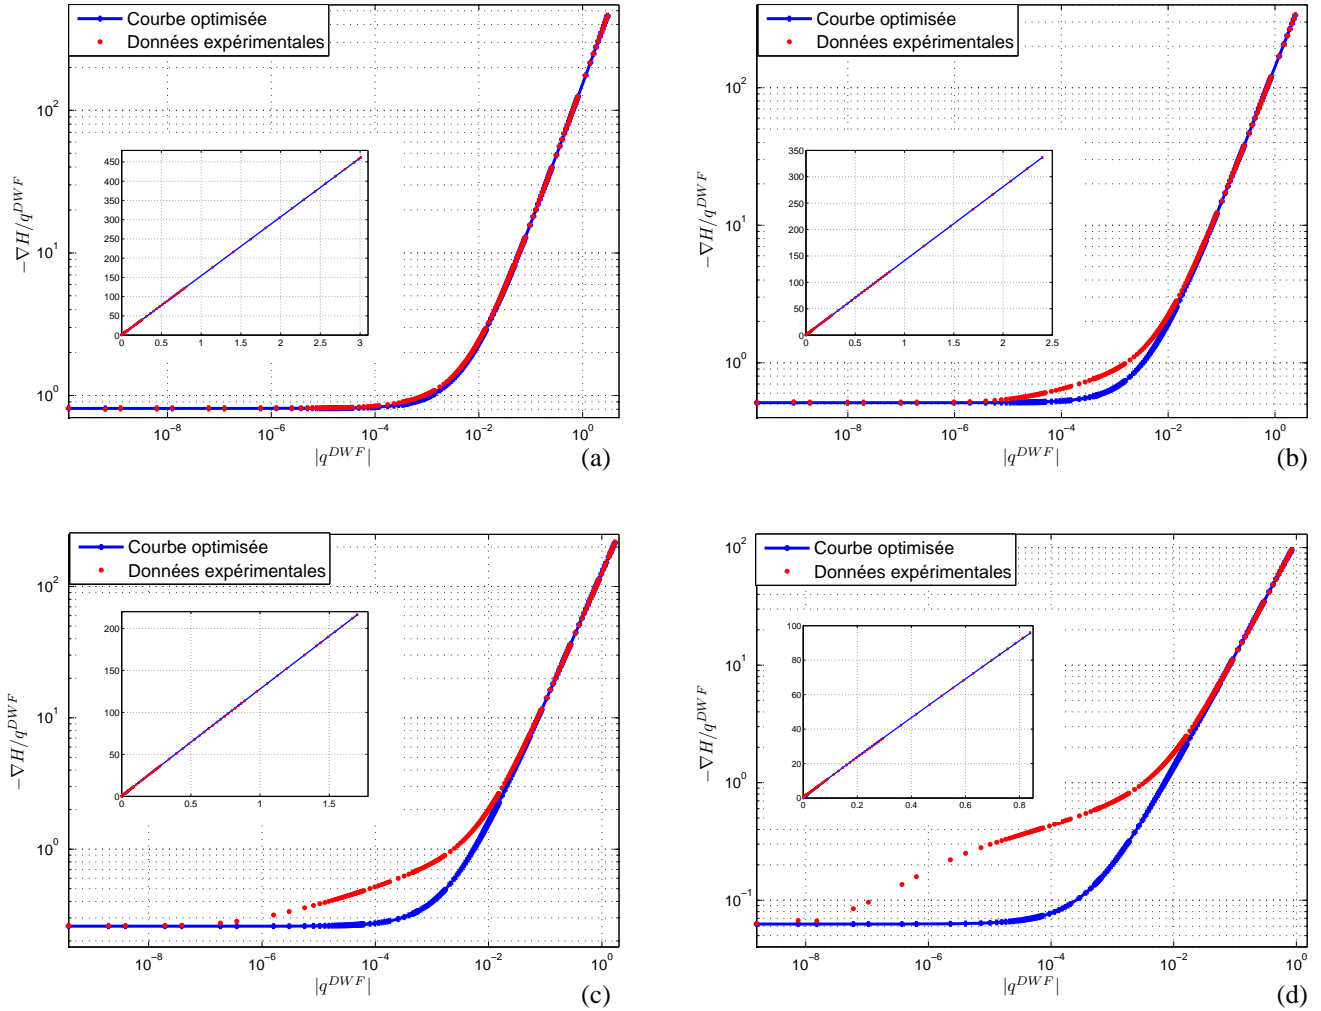 Courbe optimisée
Données expérimentales
−∇H/q^{DWF}
10^2
10^1
10^0
450
400
350
300
250
200
150
100
50
0
0 0.5 1 1.5 2 2.5 3
10^{-8} 10^{-6} 10^{-4} 10^{-2} 10^0
|q^{DWF}|
(a)
Courbe optimisée
Données expérimentales
−∇H/q^{DWF}
10^2
10^1
10^0
350
300
250
200
150
100
50
0
0 0.5 1 1.5 2 2.5
10^{-8} 10^{-6} 10^{-4} 10^{-2} 10^0
|q^{DWF}|
(b)
Courbe optimisée
Données expérimentales
−∇H/q^{DWF}
10^2
10^1
10^0
200
150
100
50
0
0 0.5 1 1.5
10^{-8} 10^{-6} 10^{-4} 10^{-2} 10^0
|q^{DWF}|
(c)
Courbe optimisée
Données expérimentales
−∇H/q^{DWF}
10^2
10^1
10^0
10^{-1}
100
80
60
40
20
0
0 0.2 0.4 0.6 0.8
10^{-8} 10^{-6} 10^{-4} 10^{-2} 10^0
|q^{DWF}|
(d)